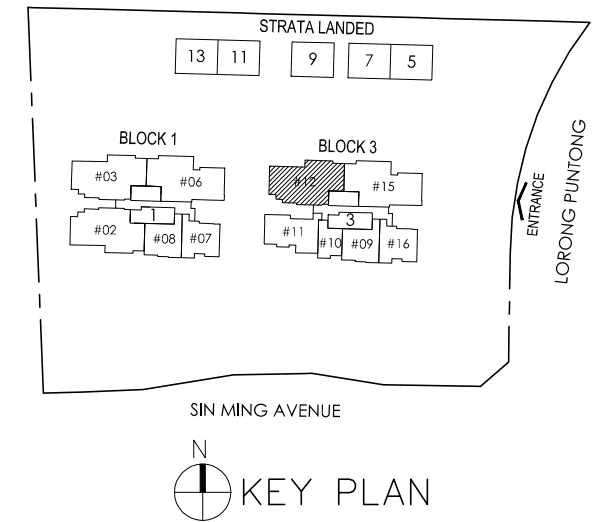 STRATA LANDED
13 11 9 7 5
BLOCK 1
BLOCK 3
#03 #06
#12 #15
1
3
#02 #08 #07
#11 #10 #09 #16
ENTRANCE
LORONG PUNTONG
SIN MING AVENUE
N
KEY PLAN